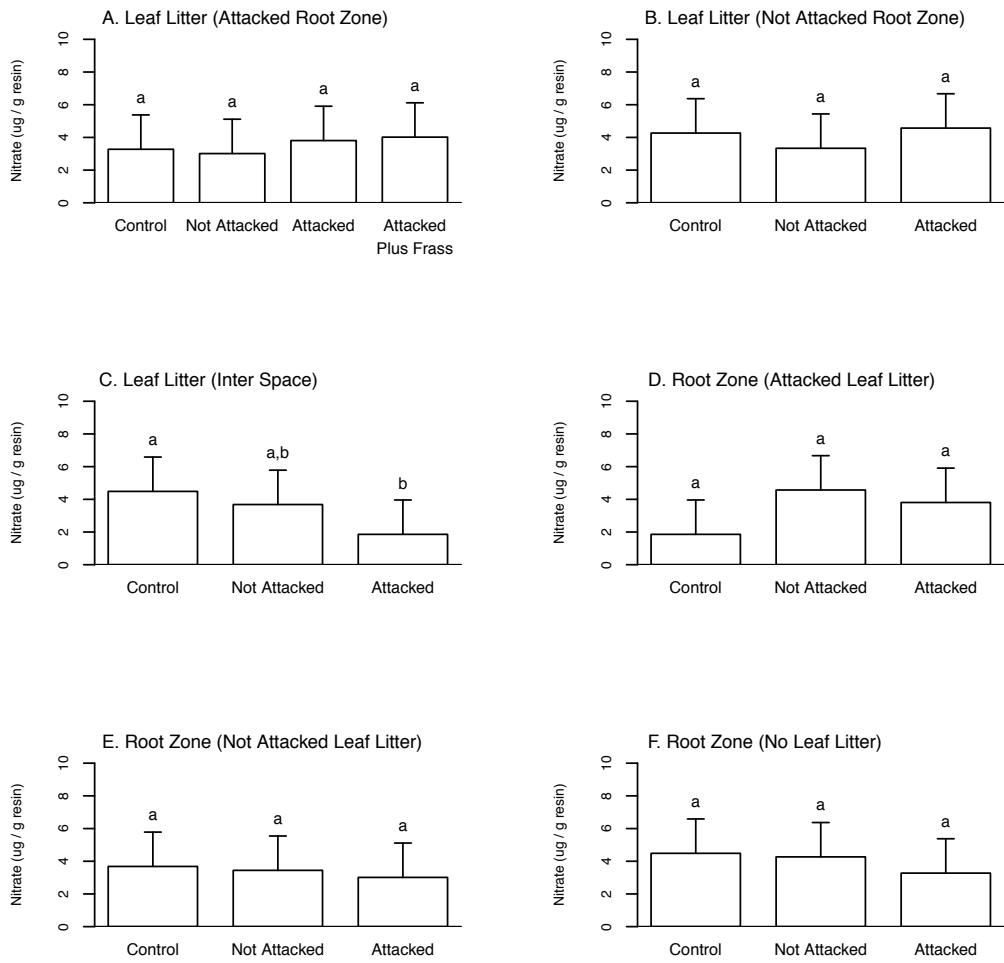 A. Leaf Litter (Attacked Root Zone)
Nitrate (ug / g resin)
0 2 4 6 8 10
a a a a
Control Not Attacked Attacked Attacked
Plus Frass
B. Leaf Litter (Not Attacked Root Zone)
Nitrate (ug / g resin)
0 2 4 6 8 10
a a a
Control Not Attacked Attacked
C. Leaf Litter (Inter Space)
Nitrate (ug / g resin)
0 2 4 6 8 10
a a,b b
Control Not Attacked Attacked
D. Root Zone (Attacked Leaf Litter)
Nitrate (ug / g resin)
0 2 4 6 8 10
a a a
Control Not Attacked Attacked
E. Root Zone (Not Attacked Leaf Litter)
Nitrate (ug / g resin)
0 2 4 6 8 10
a a a
Control Not Attacked Attacked
F. Root Zone (No Leaf Litter)
Nitrate (ug / g resin)
0 2 4 6 8 10
a a a
Control Not Attacked Attacked